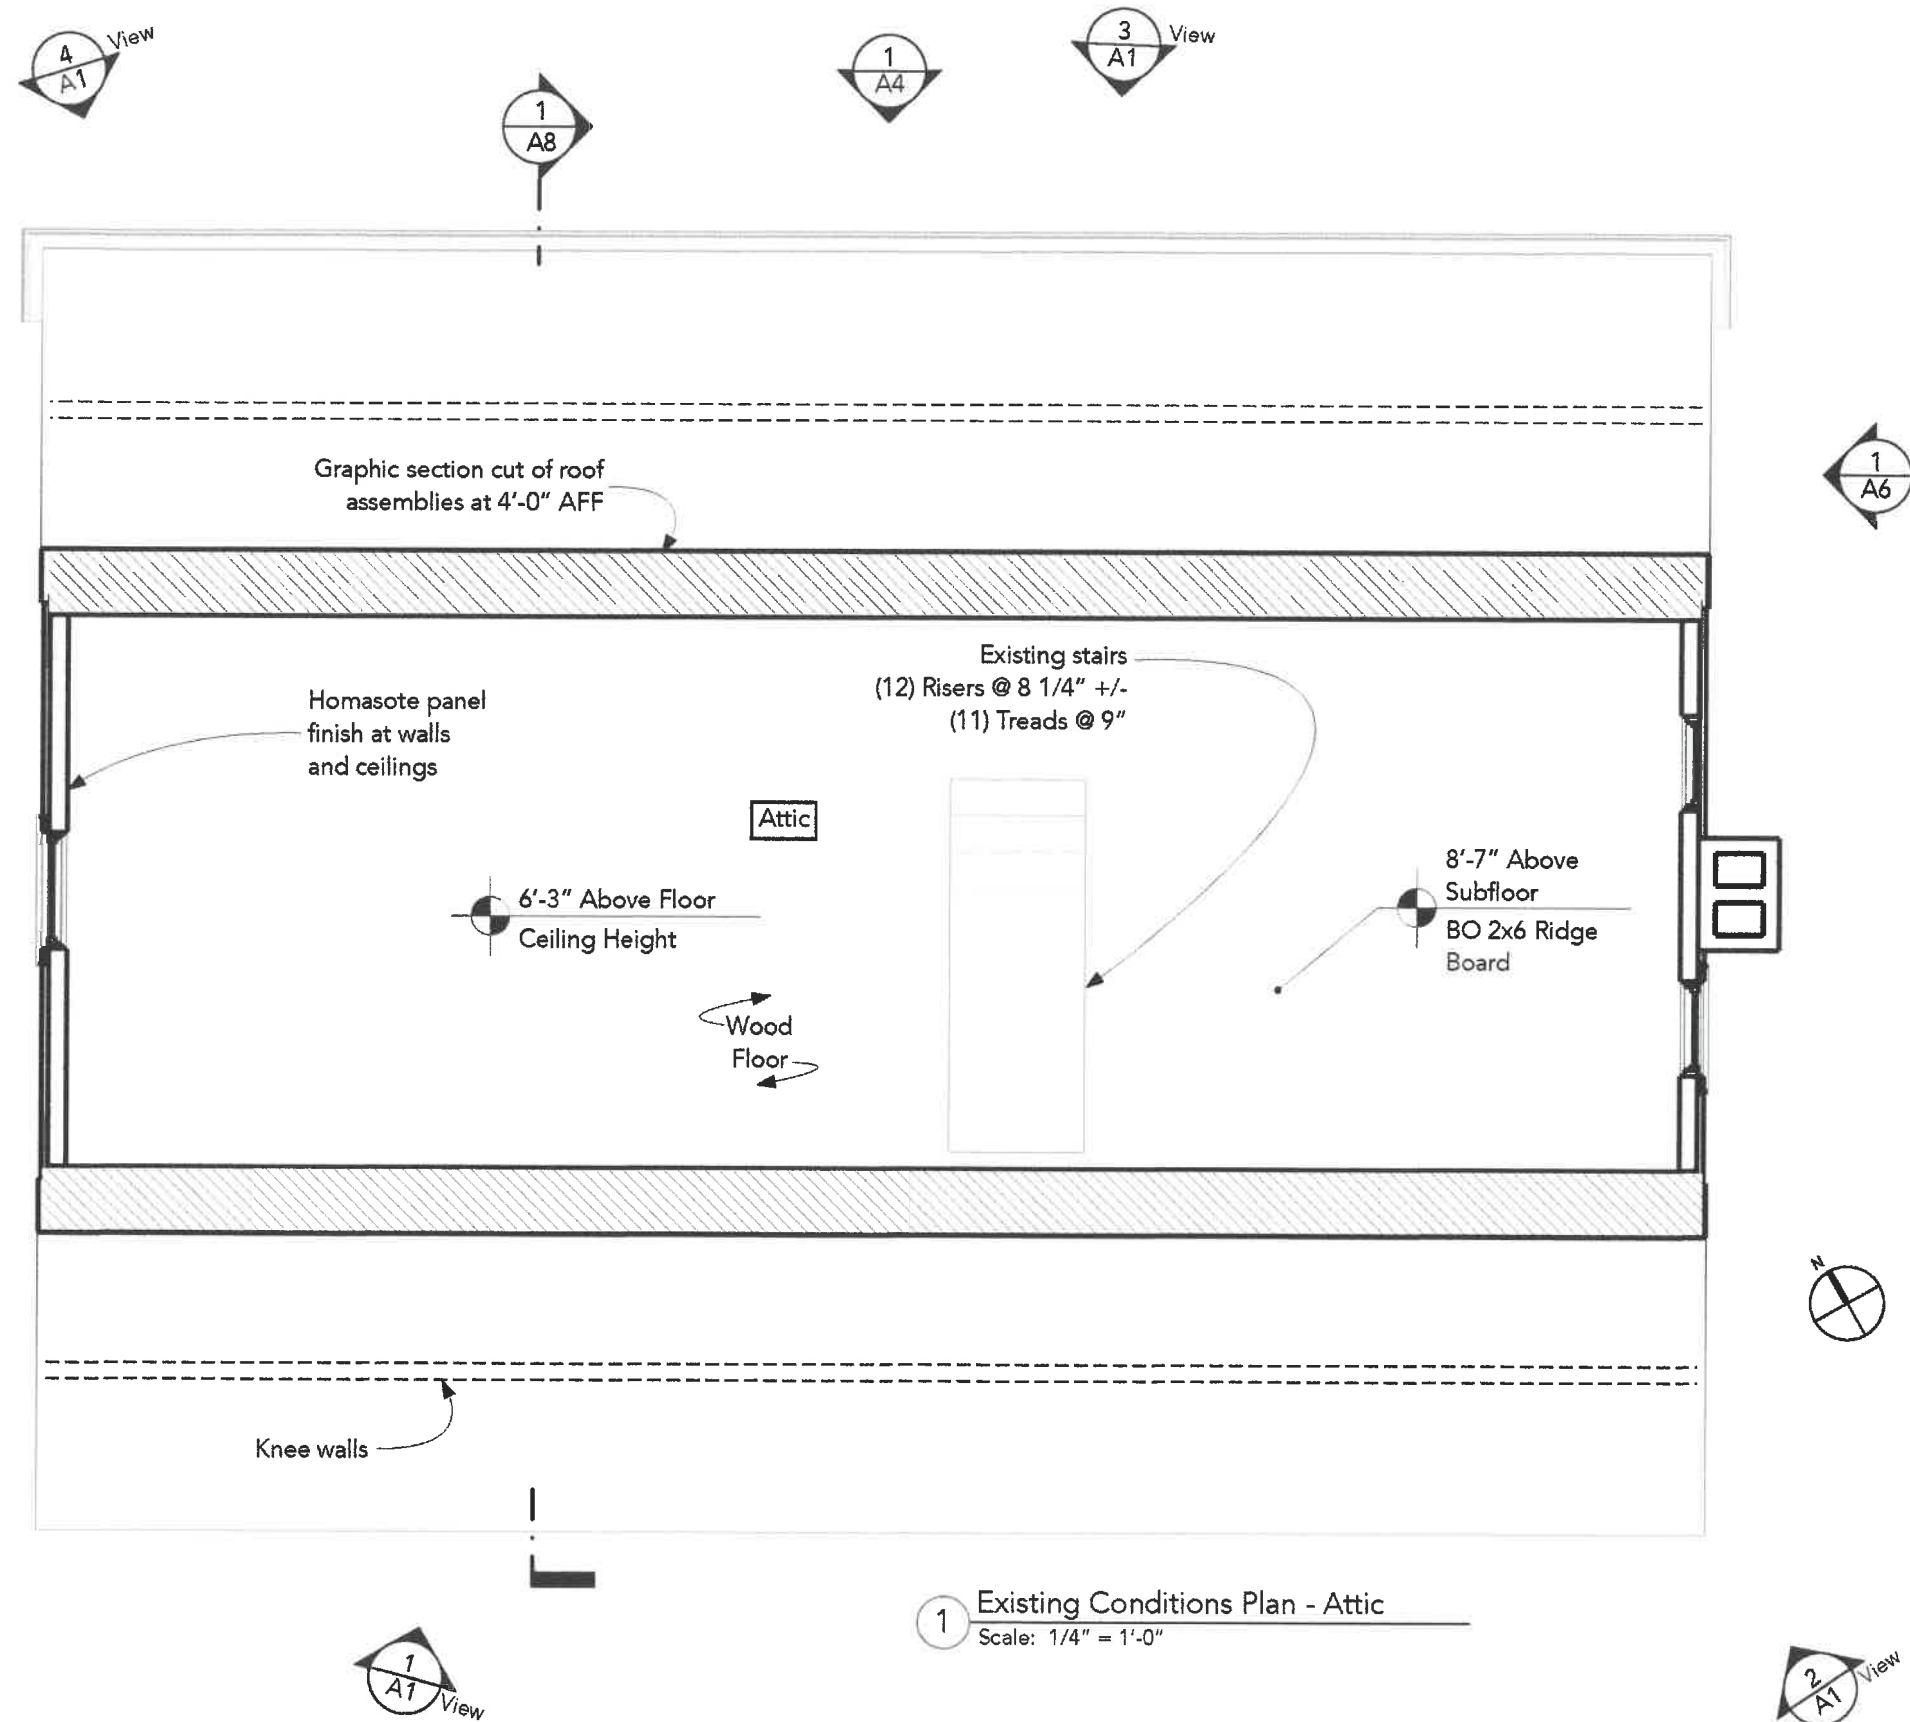 4
A1
View
1
A8
1
A4
3
A1
View
Graphic section cut of roof
assemblies at 4'-0" AFF
1
A6
Existing stairs
(12) Risers @ 8 1/4" +/-
(11) Treads @ 9"
Homasote panel
finish at walls
and ceilings
Attic
6'-3" Above Floor
Ceiling Height
8'-7" Above
Subfloor
BO 2x6 Ridge
Board
Wood
Floor
N
Knee walls
1
Existing Conditions Plan - Attic
Scale: 1/4" = 1'-0"
1
A1
View
2
A1
View